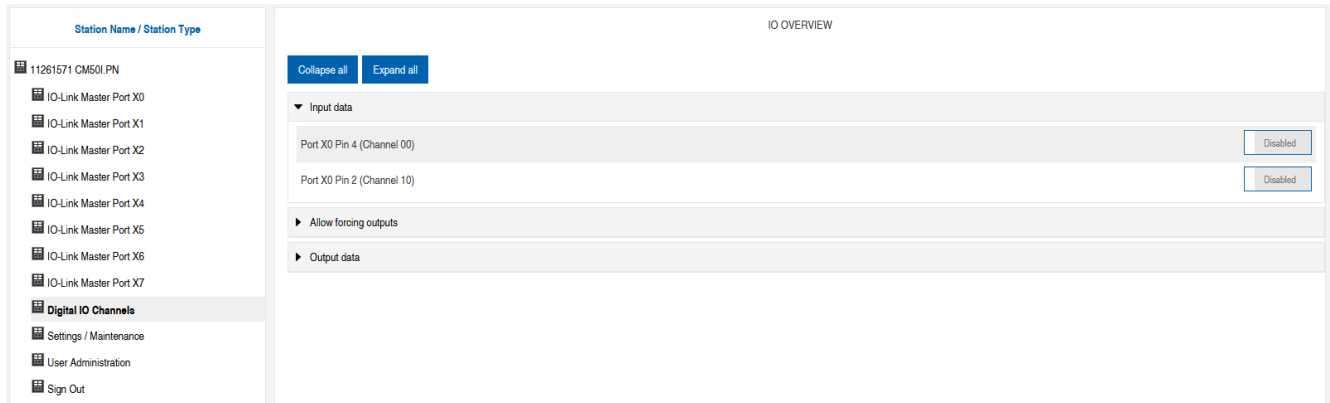 Station Name / Station Type
11261571 CM50I.PN
IO-Link Master Port X0
IO-Link Master Port X1
IO-Link Master Port X2
IO-Link Master Port X3
IO-Link Master Port X4
IO-Link Master Port X5
IO-Link Master Port X6
IO-Link Master Port X7
Digital IO Channels
Settings / Maintenance
User Administration
Sign Out
IO OVERVIEW
Collapse all Expand all
Input data
Port X0 Pin 4 (Channel 00) Disabled
Port X0 Pin 2 (Channel 10) Disabled
Allow forcing outputs
Output data